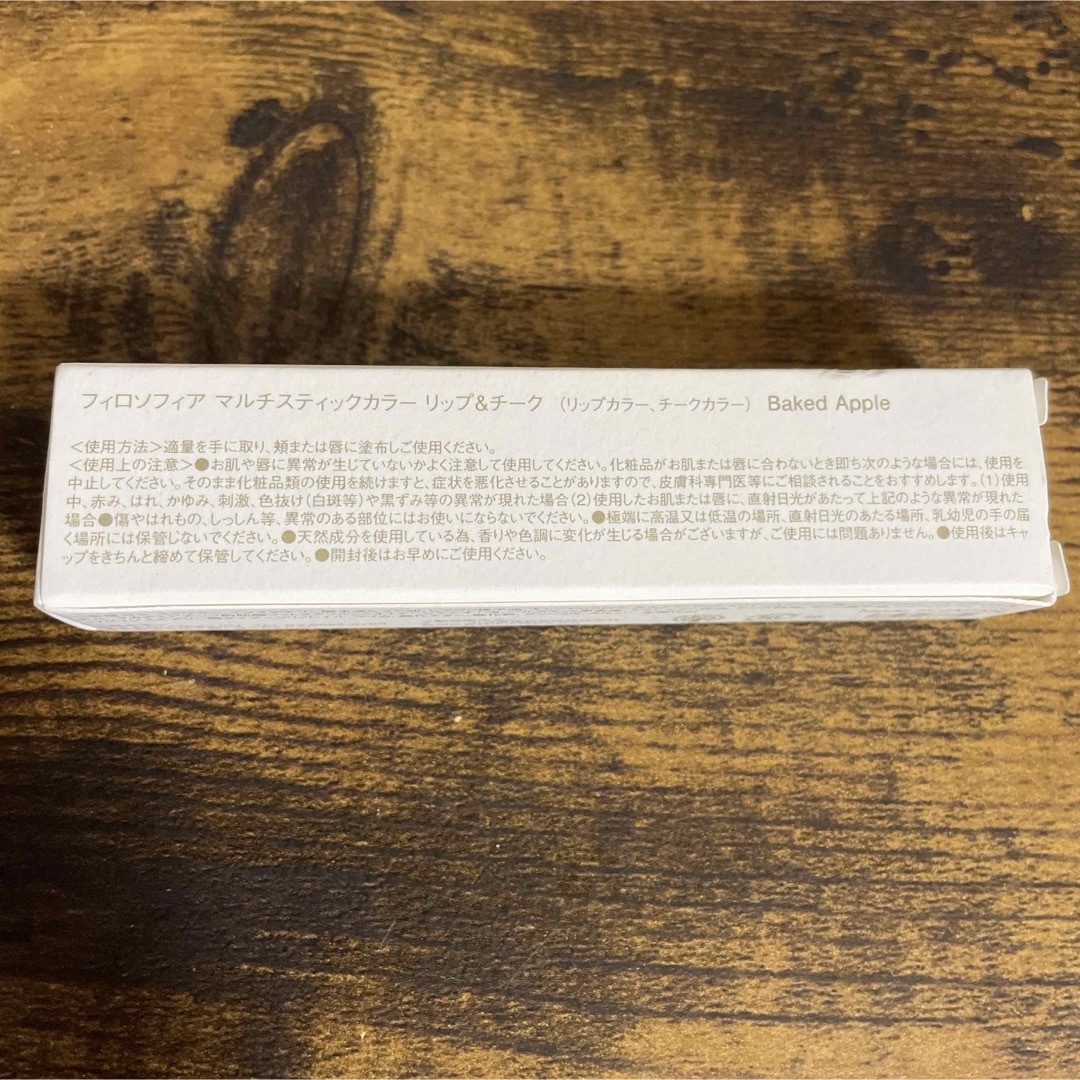 フィロソフィア マルチスティックカラー リップ&チーク （リップカラー、チークカラー） Baked Apple
＜使用方法＞適量を手に取り、頬または唇に塗布しご使用ください。
＜使用上の注意＞●お肌や唇に異常が生じていないかよく注意して使用してください。化粧品がお肌または唇に合わないとき即ち次のような場合には、使用を
中止してください。そのまま化粧品類の使用を続けますと、症状を悪化させることがありますので、皮膚科専門医等にご相談されることをおすすめします。（1）使用
中、赤み、はれ、かゆみ、刺激、色抜け（白斑等）や黒ずみ等の異常が現れた場合（2）使用したお肌または唇に、直射日光があたって上記のような異常が現れた
場合●傷やはれもの、しっしん等、異常のある部位にはお使いにならないでください。●極端に高温又は低温の場所、直射日光のあたる場所、乳幼児の手の届
く場所には保管しないでください。●天然成分を使用している為、香りや色調に変化が生じる場合がございますが、ご使用には問題ありません。●使用後はキャ
ップをきちんと締めて保管してください。●開封後はお早めにご使用ください。